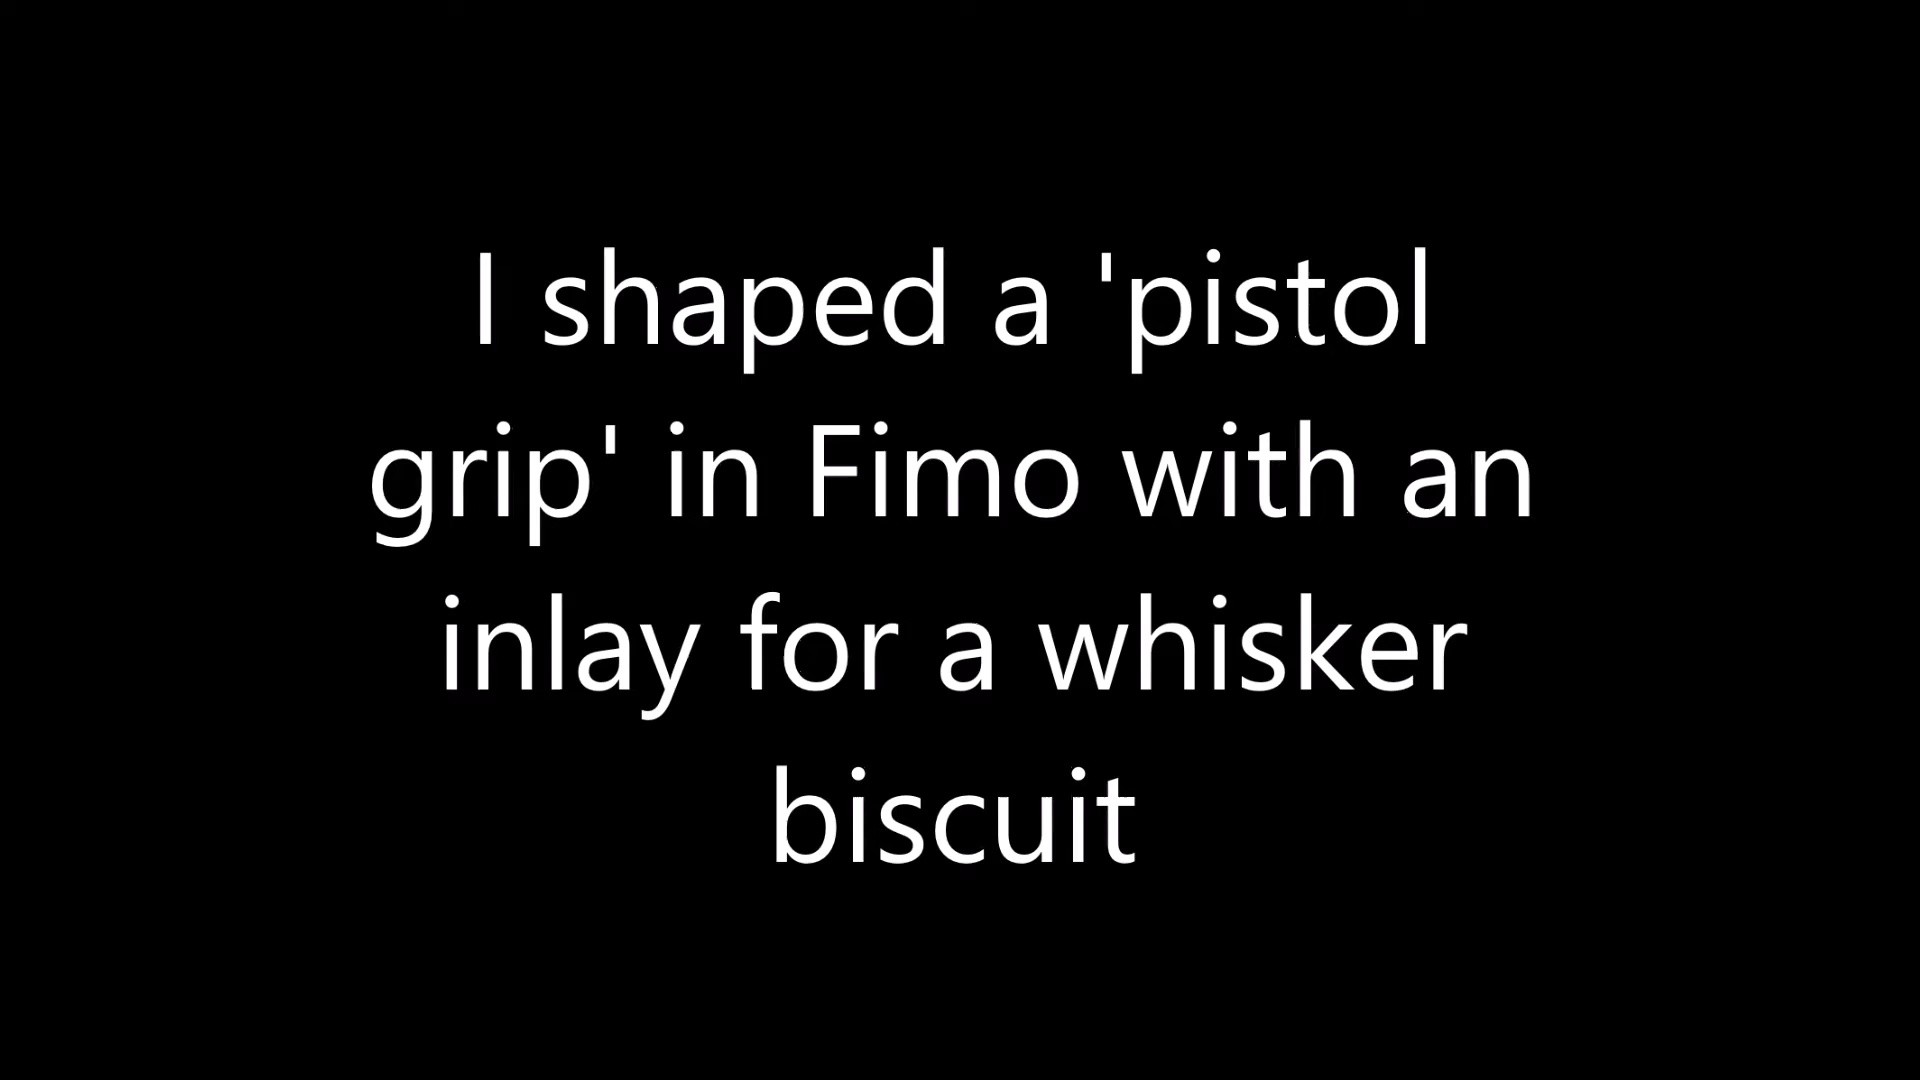 I shaped a 'pistol
grip' in Fimo with an
inlay for a whisker
biscuit